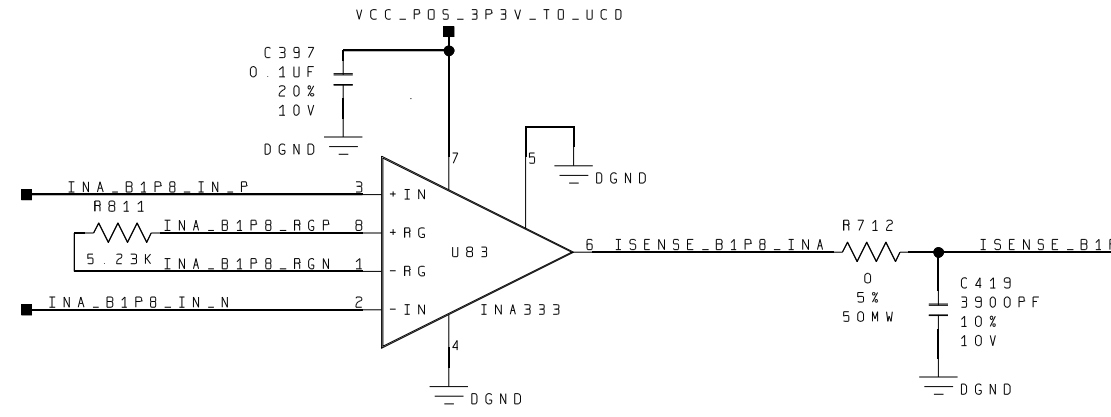 VCC_POS_3P3V_TO_UCD
C397
0.1UF
20%
10V
DGND
7
5
DGND
INA_B1P8_IN_P
3
+IN
R811
INA_B1P8_RGP
8
+RG
5.23K
INA_B1P8_RGN
1
-RG
INA_B1P8_IN_N
2
-IN
U83
INA333
4
DGND
6
ISENSE_B1P8_INA
R712
0
5%
50MW
ISENSE_B1
C419
3900PF
10%
10V
DGND